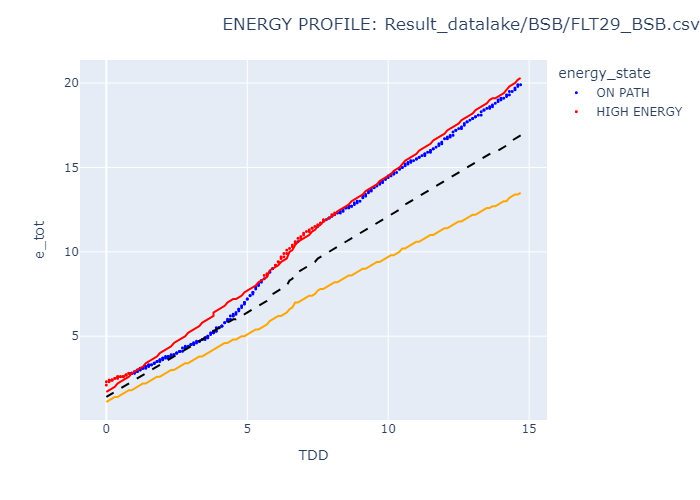 ENERGY PROFILE: Result_datalake/BSB/FLT29_BSB.csv
energy_state
ON PATH
HIGH ENERGY
e_tot
20
15
10
5
0
5
10
15
TDD